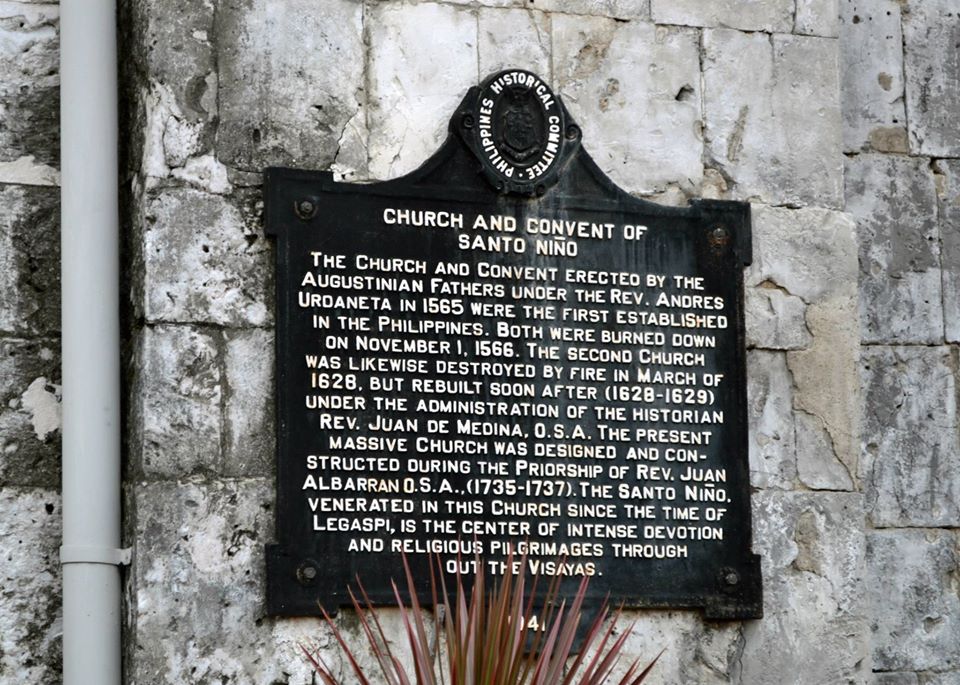 PHILIPPINES HISTORICAL COMMITTEE •
CHURCH AND CONVENT OF
SANTO NIÑO
THE CHURCH AND CONVENT ERECTED BY THE
AUGUSTINIAN FATHERS UNDER THE REV. ANDRES
URDANETA IN 1565 WERE THE FIRST ESTABLISHED
IN THE PHILIPPINES. BOTH WERE BURNED DOWN
ON NOVEMBER 1, 1566. THE SECOND CHURCH
WAS LIKEWISE DESTROYED BY FIRE IN MARCH OF
1628, BUT REBUILT SOON AFTER (1628-1629)
UNDER THE ADMINISTRATION OF THE HISTORIAN
REV. JUAN DE MEDINA, O.S.A. THE PRESENT
MASSIVE CHURCH WAS DESIGNED AND CON-
STRUCTED DURING THE PRIORSHIP OF REV. JUAN
ALBARRAN O.S.A.,(1735-1737). THE SANTO NIÑO,
VENERATED IN THIS CHURCH SINCE THE TIME OF
LEGASPI, IS THE CENTER OF INTENSE DEVOTION
AND RELIGIOUS PILGRIMAGES THROUGH
OUT THE VISAYAS.